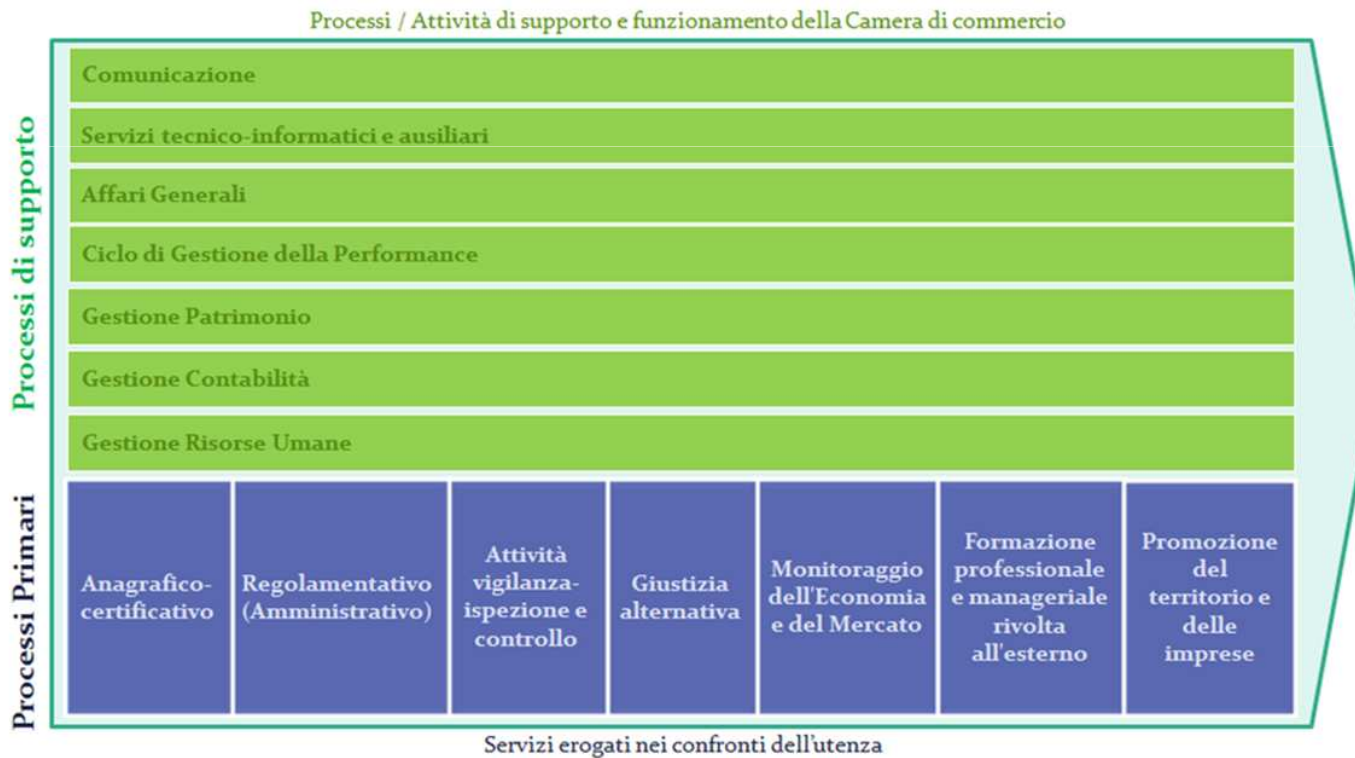 Processi / Attività di supporto e funzionamento della Camera di commercio
Processi di supporto
Comunicazione
Servizi tecnico-informatici e ausiliari
Affari Generali
Ciclo di Gestione della Performance
Gestione Patrimonio
Gestione Contabilità
Gestione Risorse Umane
Processi Primari
Anagrafico-
certificativo
Regolamentativo
(Amministrativo)
Attività
vigilanza-
ispezione e
controllo
Giustizia
alternativa
Monitoraggio
dell'Economia
e del Mercato
Formazione
professionale
e manageriale
rivolta
all'esterno
Promozione
del
territorio e
delle
imprese
Servizi erogati nei confronti dell'utenza